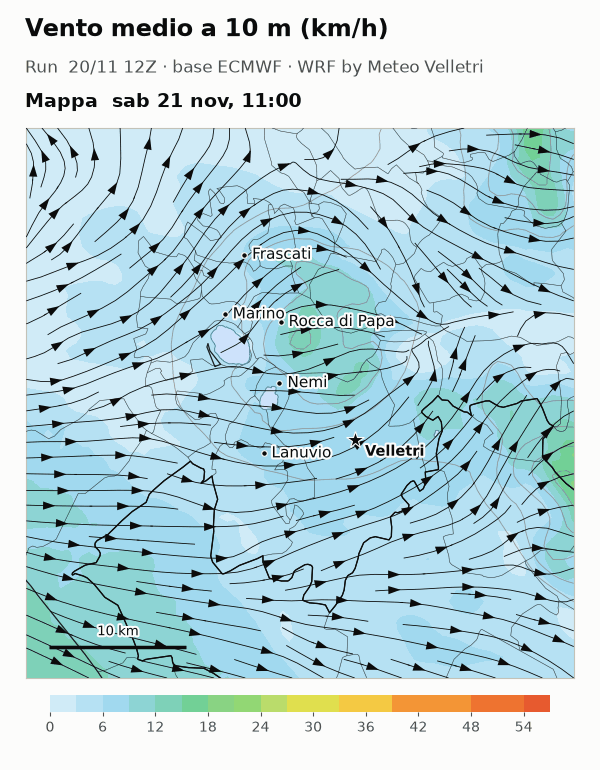 Vento medio a 10 m (km/h)
Run 20/11 12Z · base ECMWF · WRF by Meteo Velletri
Mappa sab 21 nov, 11:00
Frascati
Marino
Rocca di Papa
Nemi
Lanuvio
Velletri
10 km
0 6 12 18 24 30 36 42 48 54